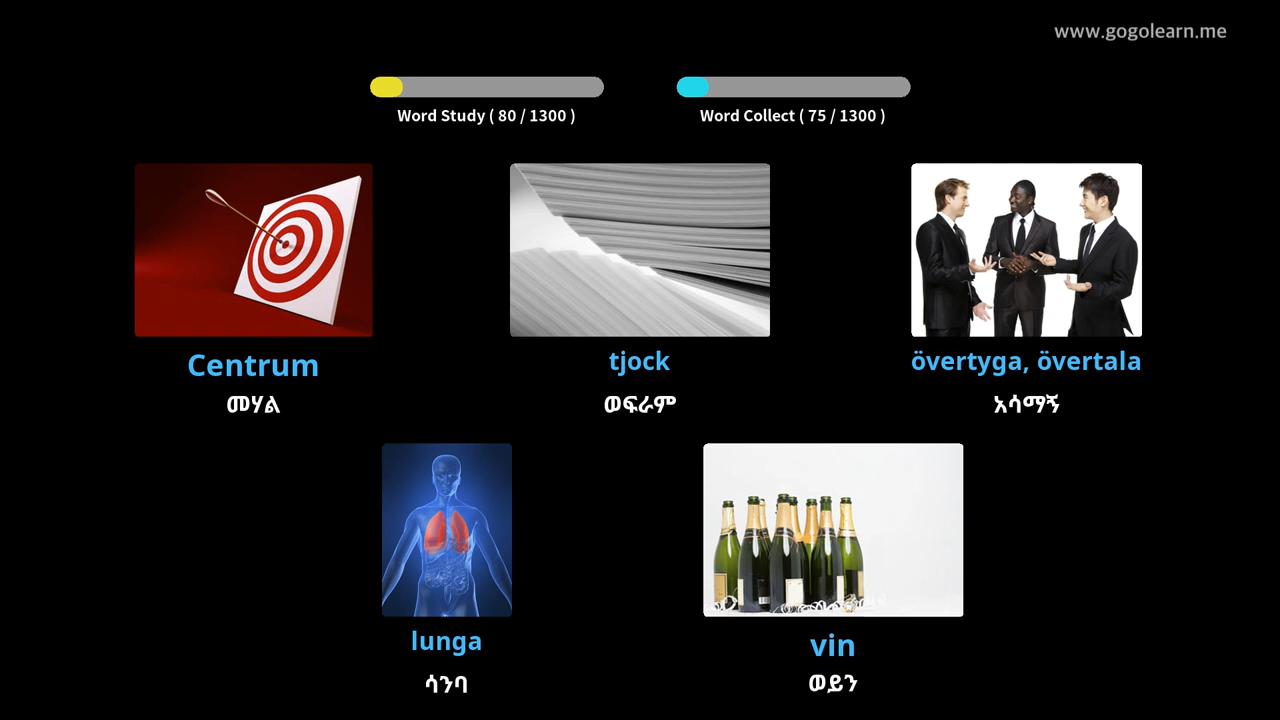 www.gogolearn.me
Word Study ( 80 / 1300 )
Word Collect ( 75 / 1300 )
Centrum
መሃል
tjock
ወፍራም
övertyga, övertala
አሳማኝ
lunga
ሳንባ
vin
ወይን